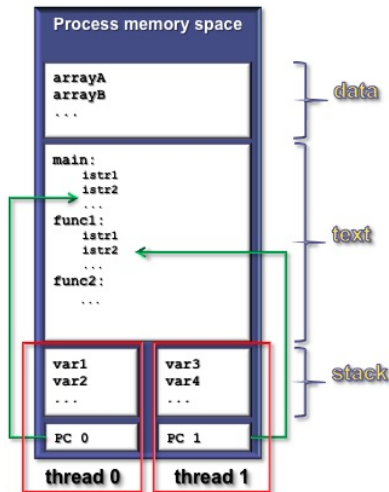 Process memory space
arrayA
arrayB
...
data
main:
istr1
istr2
...
func1:
istr1
istr2
...
func2:
...
text
var1
var2
...
var3
var4
...
stack
PC 0
PC 1
thread 0
thread 1